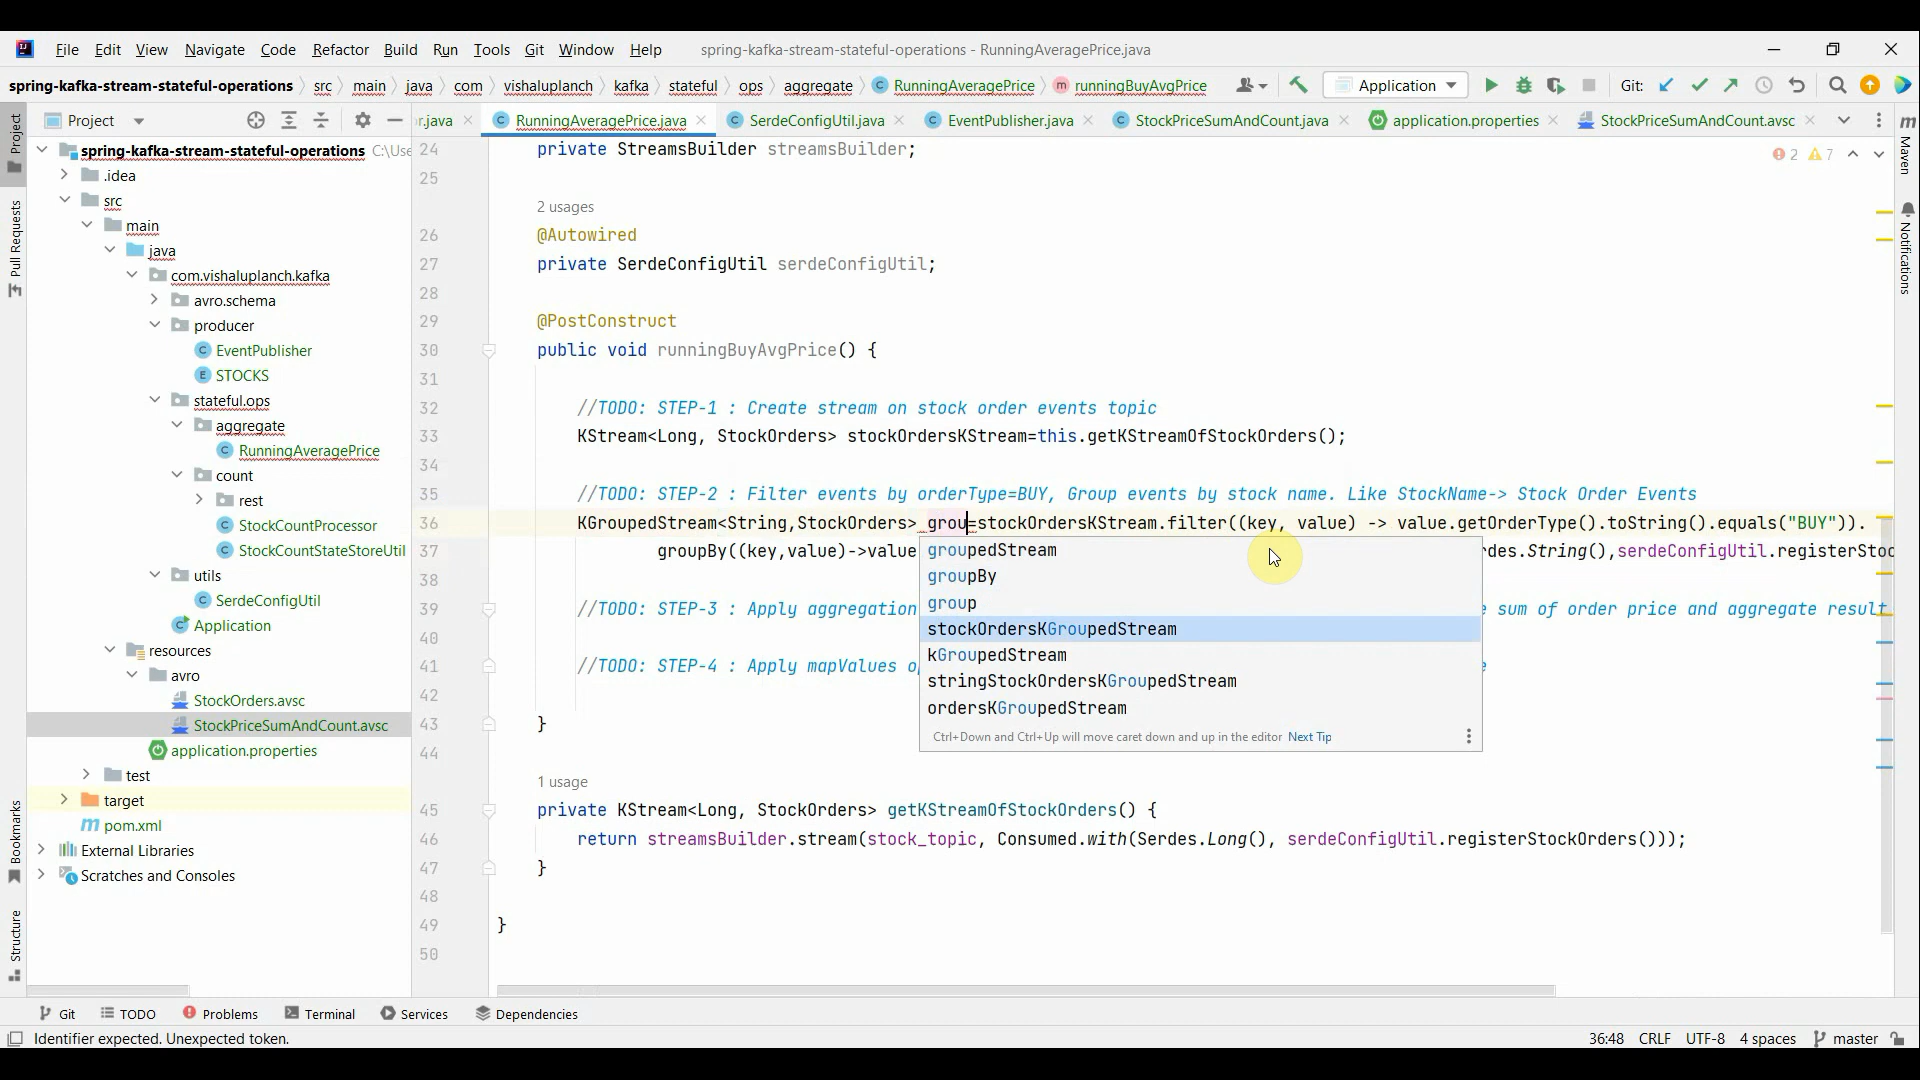 File Edit View Navigate Code Refactor Build Run Tools Git Window Help spring-kafka-stream-stateful-operations - RunningAveragePrice.java
spring-kafka-stream-stateful-operations src main java com vishaluplanch kafka stateful ops aggregate RunningAveragePrice runningBuyAvgPrice Application Git:
Project r.java RunningAveragePrice.java SerdeConfigUtil.java EventPublisher.java StockPriceSumAndCount.java application.properties StockPriceSumAndCount.avsc
Project
Pull Requests
Bookmarks
Structure
spring-kafka-stream-stateful-operations C:\Use
.idea
src
main
java
com.vishaluplanch.kafka
avro.schema
producer
EventPublisher
STOCKS
stateful.ops
aggregate
RunningAveragePrice
count
rest
StockCountProcessor
StockCountStateStoreUtil
utils
SerdeConfigUtil
Application
resources
avro
StockOrders.avsc
StockPriceSumAndCount.avsc
application.properties
test
target
pom.xml
External Libraries
Scratches and Consoles
24 private StreamsBuilder streamsBuilder;
2 7
25
2 usages
26 @Autowired
27 private SerdeConfigUtil serdeConfigUtil;
28
29 @PostConstruct
30 public void runningBuyAvgPrice() {
31
32 //TODO: STEP-1 : Create stream on stock order events topic
33 KStream<Long, StockOrders> stockOrdersKStream=this.getKStreamOfStockOrders();
34
35 //TODO: STEP-2 : Filter events by orderType=BUY, Group events by stock name. Like StockName-> Stock Order Events
36 KGroupedStream<String,StockOrders> grou=stockOrdersKStream.filter((key, value) -> value.getOrderType().toString().equals("BUY")).
37 groupBy((key,value)->value rdes.String(),serdeConfigUtil.registerStoc
38
39 //TODO: STEP-3 : Apply aggregation sum of order price and aggregate result
40
41 //TODO: STEP-4 : Apply mapValues op e
42
43 }
44
groupedStream
groupBy
group
stockOrdersKGroupedStream
kGroupedStream
stringStockOrdersKGroupedStream
ordersKGroupedStream
Ctrl+Down and Ctrl+Up will move caret down and up in the editor Next Tip
1 usage
45 private KStream<Long, StockOrders> getKStreamOfStockOrders() {
46 return streamsBuilder.stream(stock_topic, Consumed.with(Serdes.Long(), serdeConfigUtil.registerStockOrders()));
47 }
48
49 }
50
m
Maven
Notifications
Git TODO Problems Terminal Services Dependencies
Identifier expected. Unexpected token. 36:48 CRLF UTF-8 4 spaces master